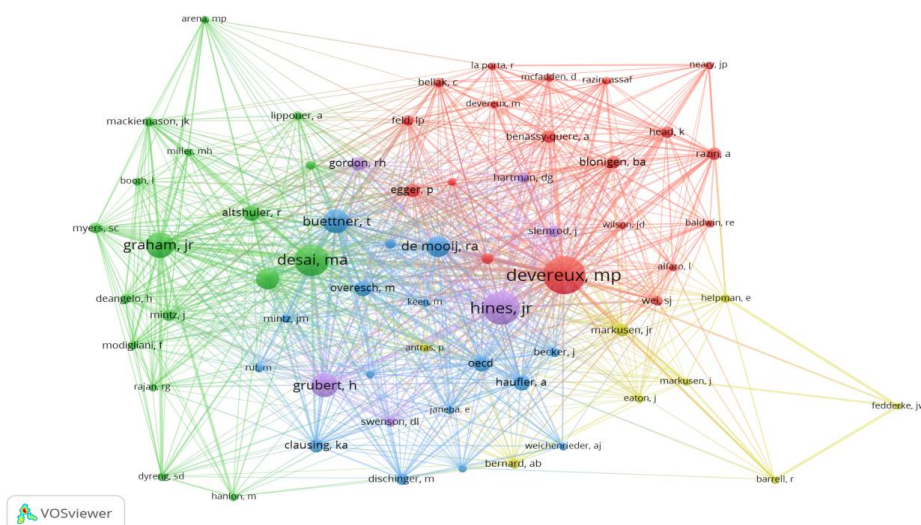 arena, mp
la porta, r
neary, jp
bellak, c
mcfadden, d
razin, assaf
devereux, m
lipponer, a
mackiemason, jk
feld, lp
benassy-quere, a
head, k
miller, mh
gordon, rh
blonigen, ba
razin, a
booth, l
egger, p
hartman, dg
altshuler, r
buettner, t
myers, sc
slemrod, j
wilson, jd
baldwin, re
graham, jr
de mooij, ra
desai, ma
devereux, mp
alfaro, l
overesch, m
helpman, e
deangelo, h
keen, m
hines, jr
wei, sj
mintz, j
mintz, jm
markusen, jr
modigliani, f
antras, p
becker, j
ruf, m
oecd
rajan, rg
grubert, h
haufler, a
markusen, j
eaton, j
fedderke, jw
janeba, e
swenson, dl
clausing, ka
weichenrieder, aj
bernard, ab
dyreng, sd
dischinger, m
barrell, r
hanlon, m
VOSviewer